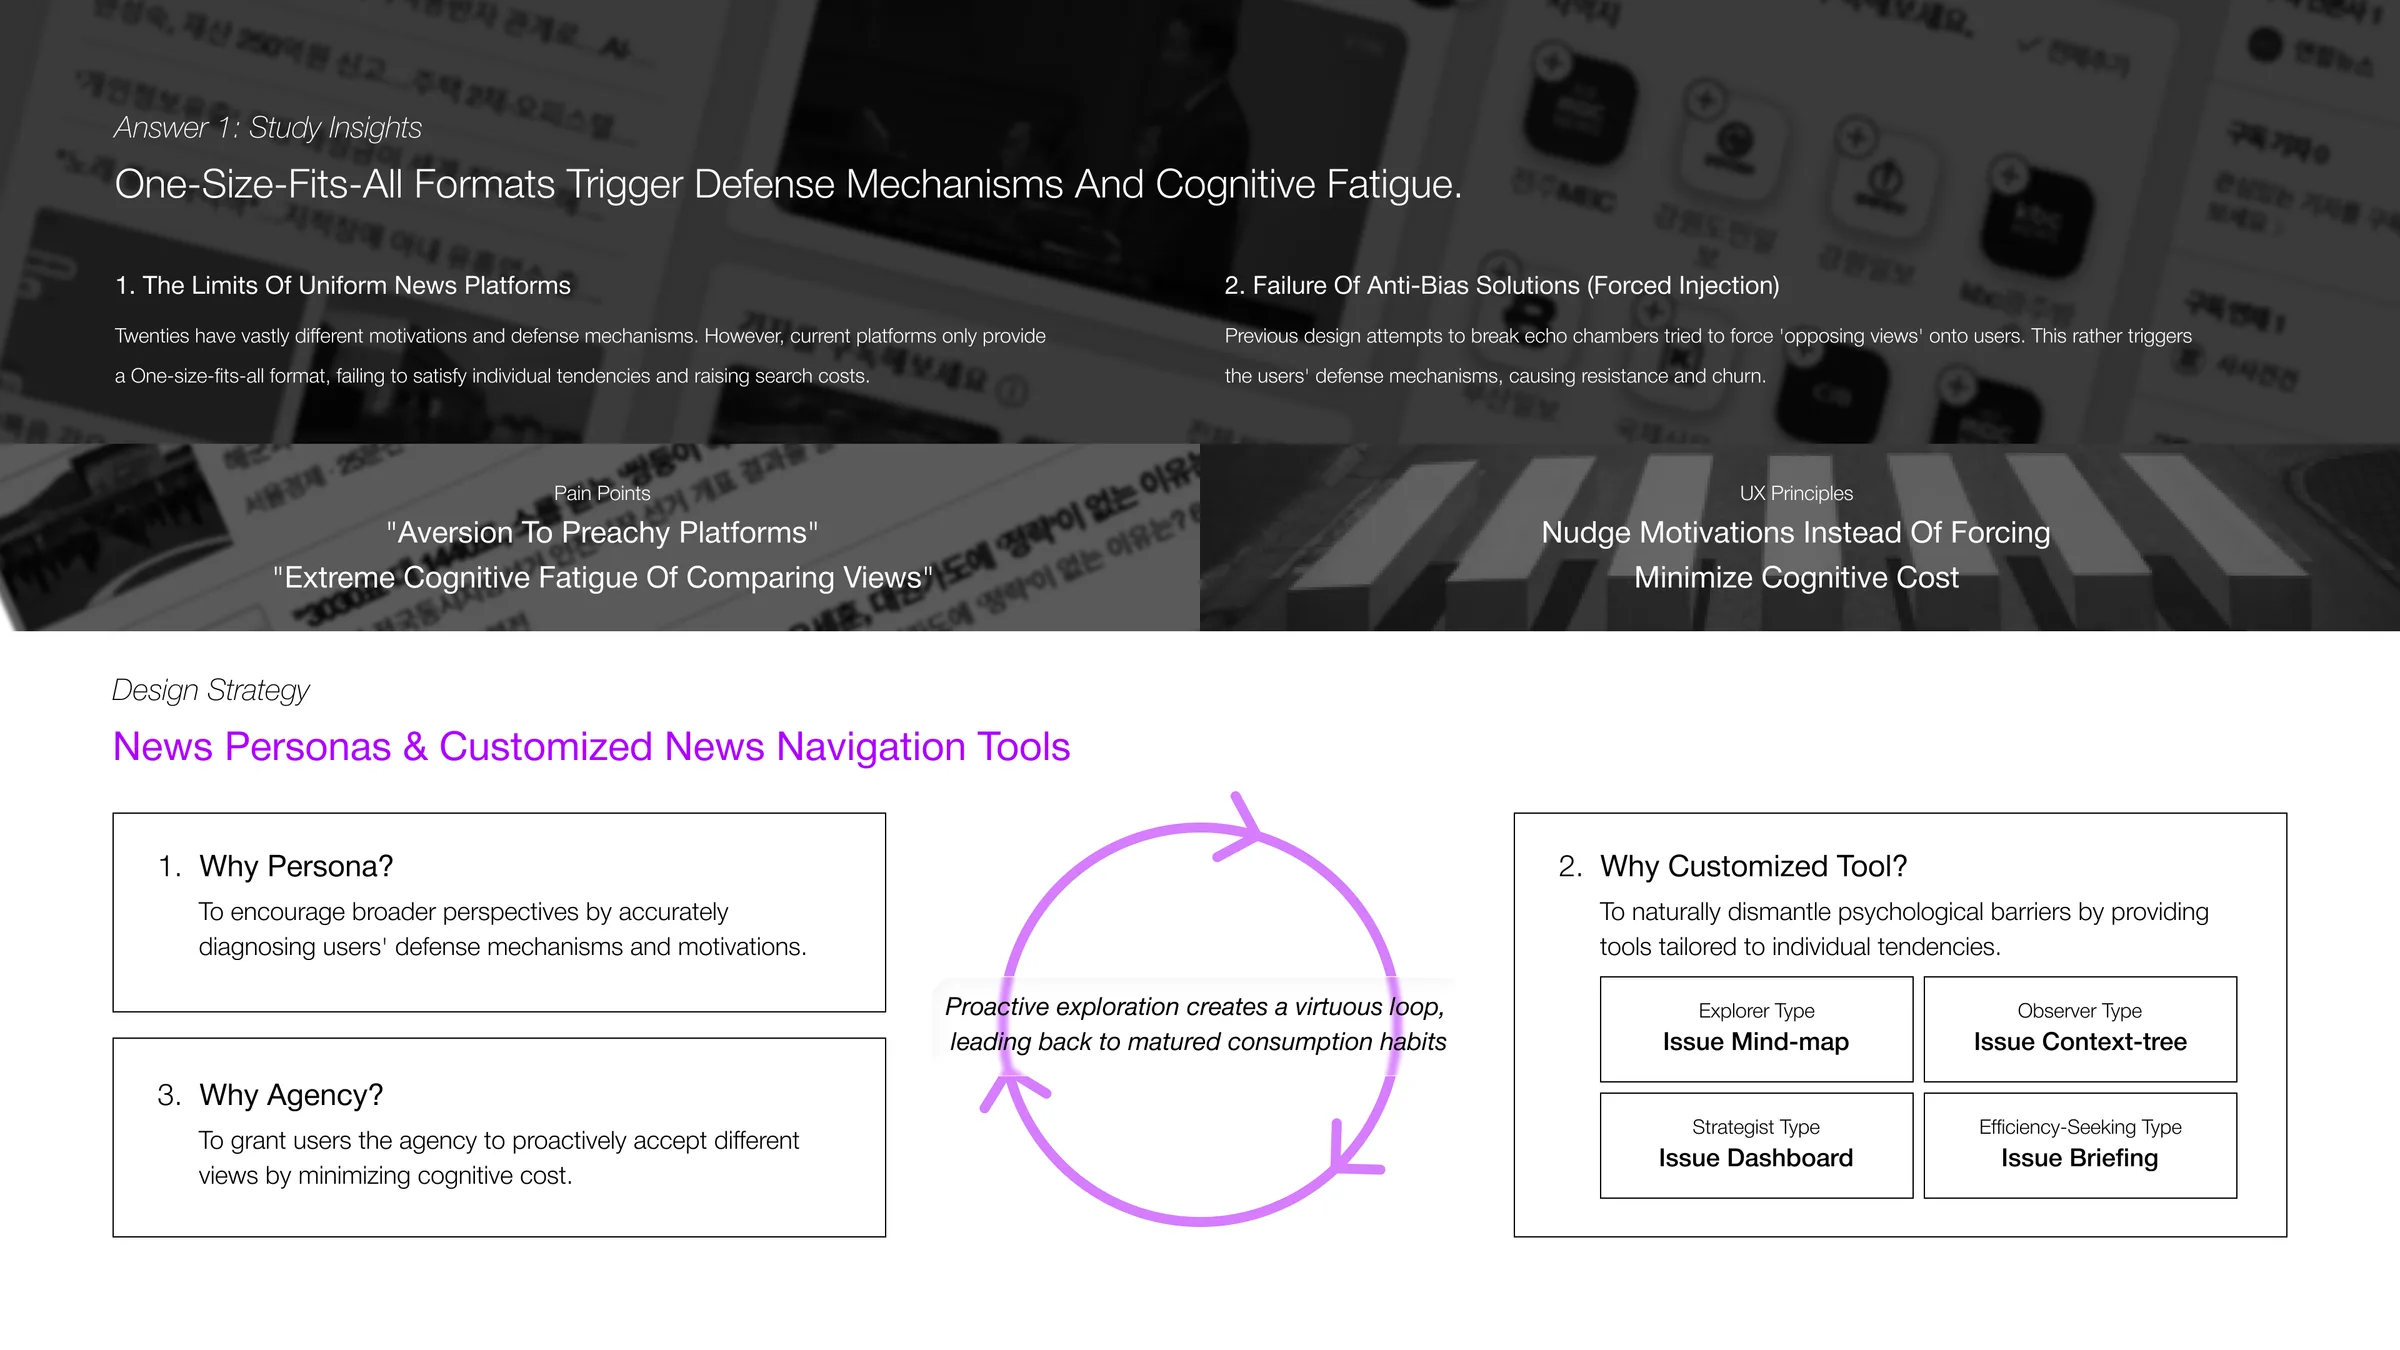 Answer 1: Study Insights
One-Size-Fits-All Formats Trigger Defense Mechanisms And Cognitive Fatigue.
1. The Limits Of Uniform News Platforms
Twenties have vastly different motivations and defense mechanisms. However, current platforms only provide
a One-size-fits-all format, failing to satisfy individual tendencies and raising search costs.
2. Failure Of Anti-Bias Solutions (Forced Injection)
Previous design attempts to break echo chambers tried to force 'opposing views' onto users. This rather triggers
the users' defense mechanisms, causing resistance and churn.
Pain Points
"Aversion To Preachy Platforms"
"Extreme Cognitive Fatigue Of Comparing Views"
UX Principles
Nudge Motivations Instead Of Forcing
Minimize Cognitive Cost
Design Strategy
News Personas & Customized News Navigation Tools
1. Why Persona?
To encourage broader perspectives by accurately
diagnosing users' defense mechanisms and motivations.
3. Why Agency?
To grant users the agency to proactively accept different
views by minimizing cognitive cost.
Proactive exploration creates a virtuous loop,
leading back to matured consumption habits
2. Why Customized Tool?
To naturally dismantle psychological barriers by providing
tools tailored to individual tendencies.
Explorer Type
Issue Mind-map
Observer Type
Issue Context-tree
Strategist Type
Issue Dashboard
Efficiency-Seeking Type
Issue Briefing